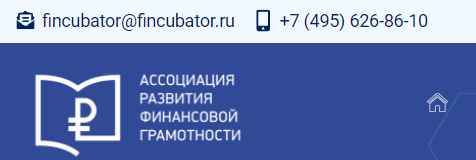 fincubator@fincubator.ru +7 (495) 626-86-10
АССОЦИАЦИЯ
РАЗВИТИЯ
ФИНАНСОВОЙ
ГРАМОТНОСТИ